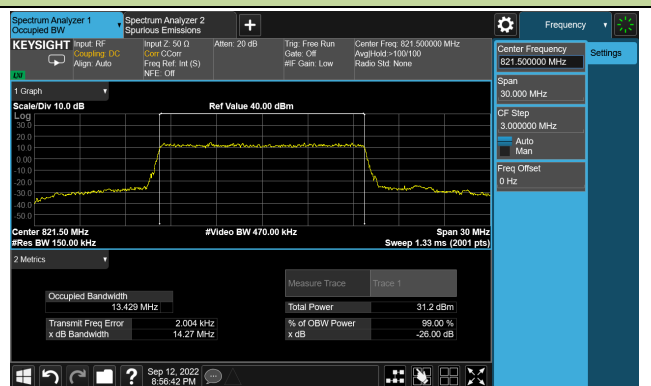 Spectrum Analyzer 1
Occupied BW
Spectrum Analyzer 2
Spurious Emissions
Frequency
KEYSIGHT
LXI
Input: RF
Coupling: DC
Align: Auto
Input Z: 50 Ω
Corr CCorr
Freq Ref: Int (S)
NFE: Off
Atten: 20 dB
Trig: Free Run
Gate: Off
#IF Gain: Low
Center Freq: 821.500000 MHz
Avg|Hold:>100/100
Radio Std: None
Center Frequency
821.500000 MHz
Settings
Span
30.000 MHz
CF Step
3.000000 MHz
Auto
Man
Freq Offset
0 Hz
1 Graph
Scale/Div 10.0 dB
Ref Value 40.00 dBm
Log
30.0
20.0
10.0
0.00
-10.0
-20.0
-30.0
-40.0
-50.0
Center 821.50 MHz
#Video BW 470.00 kHz
Span 30 MHz
#Res BW 150.00 kHz
Sweep 1.33 ms (2001 pts)
2 Metrics
Measure Trace
Trace 1
Occupied Bandwidth
13.429 MHz
Total Power
31.2 dBm
Transmit Freq Error
2.004 kHz
% of OBW Power
99.00 %
x dB Bandwidth
14.27 MHz
x dB
-26.00 dB
?
Sep 12, 2022
8:56:42 PM